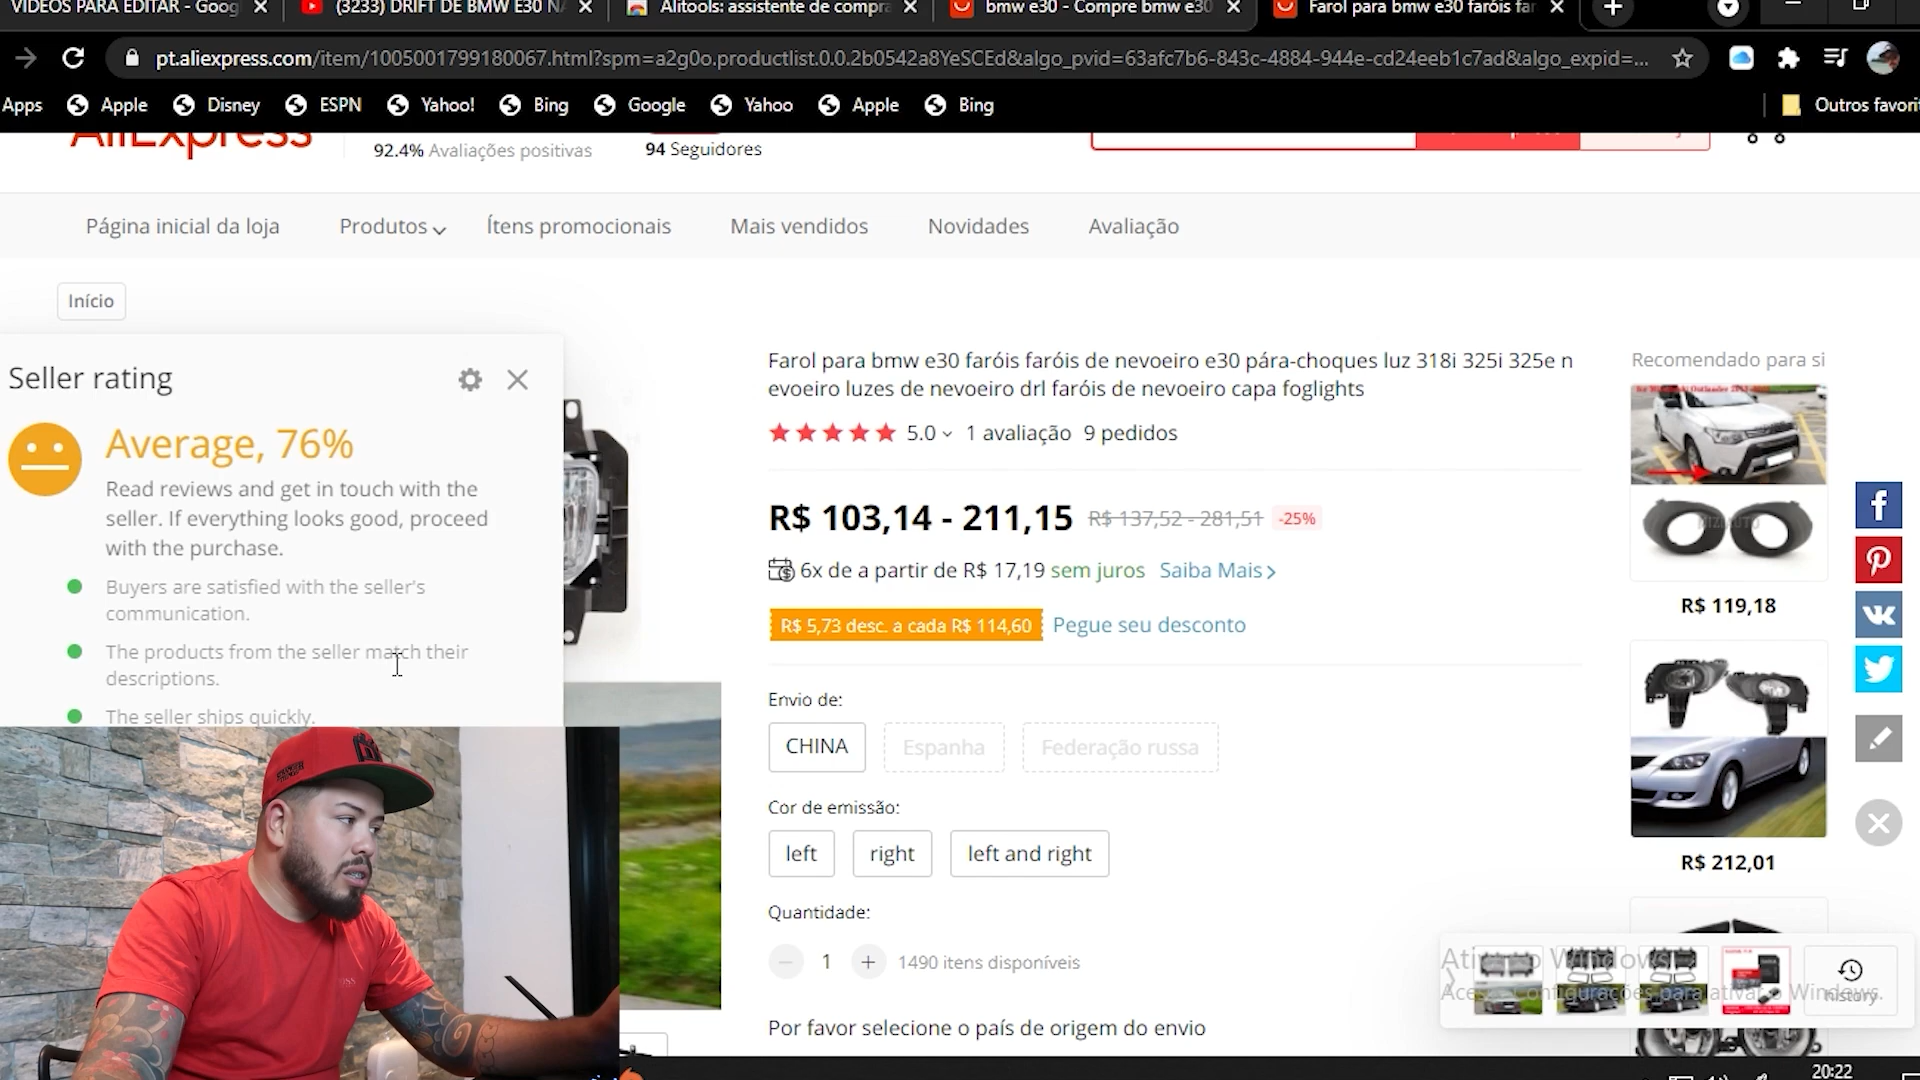 VIDEOS PARA EDITAR - Goog
(3233) DRIFT DE BMW E30 NA
Alitools: assistente de compra
bmw e30 - Compre bmw e30
Farol para bmw e30 faróis far
pt.aliexpress.com/item/1005001799180067.html?spm=a2g0o.productlist.0.0.2b0542a8YeSCEd&algo_pvid=63afc7b6-843c-4884-944e-cd24eeb1c7ad&algo_expid=...
Apps Apple Disney ESPN Yahoo! Bing Google Yahoo Apple Bing
Outros favori
AliExpress
92.4% Avaliações positivas
94 Seguidores
Página inicial da loja Produtos Ítens promocionais Mais vendidos Novidades Avaliação
Início
Seller rating
Average, 76%
Read reviews and get in touch with the
seller. If everything looks good, proceed
with the purchase.
Buyers are satisfied with the seller's
communication.
The products from the seller match their
descriptions.
The seller ships quickly.
Farol para bmw e30 faróis faróis de nevoeiro e30 pára-choques luz 318i 325i 325e n
evoeiro luzes de nevoeiro drl faróis de nevoeiro capa foglights
5.0 1 avaliação 9 pedidos
R$ 103,14 - 211,15 R$ 137,52 - 281,51 -25%
6x de a partir de R$ 17,19 sem juros Saiba Mais
R$ 5,73 desc. a cada R$ 114,60 Pegue seu desconto
Envio de:
CHINA Espanha Federação russa
Cor de emissão:
left right left and right
Quantidade:
1 1490 itens disponíveis
Por favor selecione o país de origem do envio
Recomendado para si
R$ 119,18
R$ 212,01
history
20:22